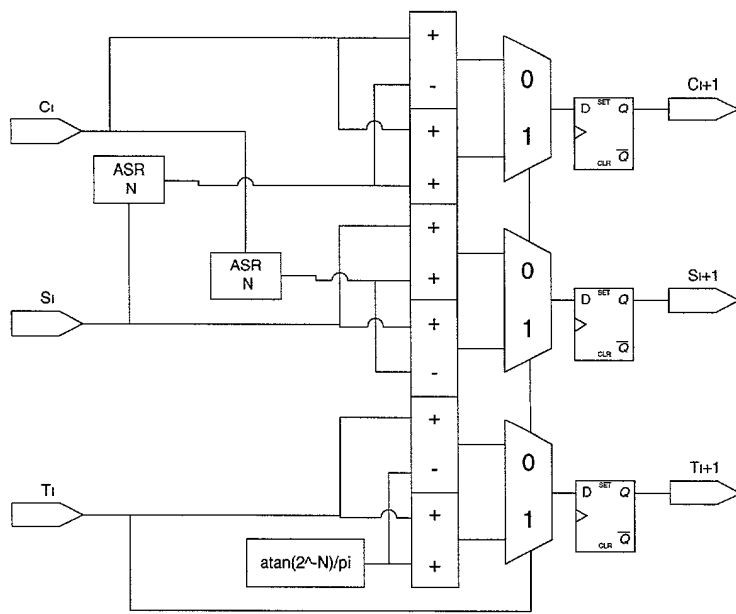 +
-
+
+
0
1
D SET Q
CLR Q
Ci+1
Ci
ASR
N
+
+
+
-
0
1
D SET Q
CLR Q
Si+1
ASR
N
Si
+
-
+
+
0
1
D SET Q
CLR Q
Ti+1
Ti
atan(2^-N)/pi